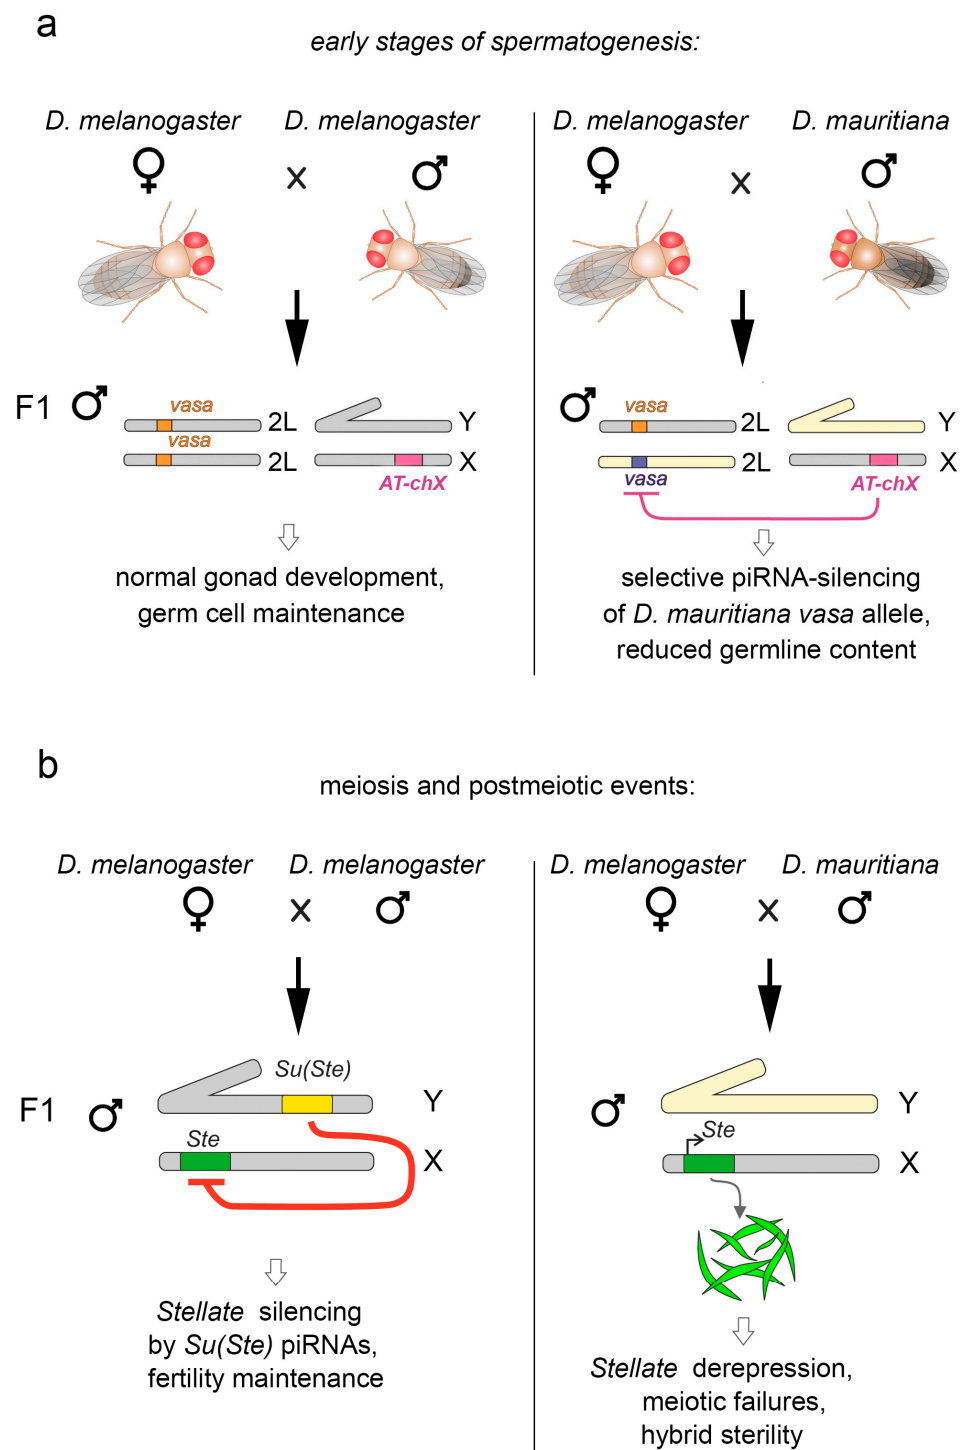 a
early stages of spermatogenesis:
D. melanogaster D. melanogaster
♀ x ♂
D. melanogaster D. mauritiana
♀ x ♂
F1 ♂
vasa
2L
vasa
2L
Y
X
AT-chX
normal gonad development,
germ cell maintenance
♂
vasa
2L
2L
vasa
Y
X
AT-chX
selective piRNA-silencing
of D. mauritiana vasa allele,
reduced germline content
b
meiosis and postmeiotic events:
D. melanogaster D. melanogaster
♀ x ♂
D. melanogaster D. mauritiana
♀ x ♂
F1 ♂
Su(Ste)
Y
Ste
X
Stellate silencing
by Su(Ste) piRNAs,
fertility maintenance
♂
Y
Ste
X
Stellate derepression,
meiotic failures,
hybrid sterility